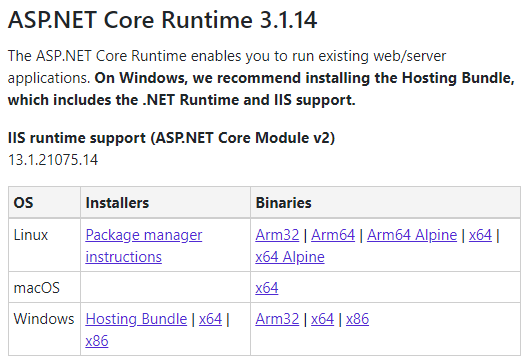 ASP.NET Core Runtime 3.1.14
The ASP.NET Core Runtime enables you to run existing web/server
applications. On Windows, we recommend installing the Hosting Bundle,
which includes the .NET Runtime and IIS support.
IIS runtime support (ASP.NET Core Module v2)
13.1.21075.14
OS Installers Binaries
Linux Package manager instructions Arm32 | Arm64 | Arm64 Alpine | x64 | x64 Alpine
macOS x64
Windows Hosting Bundle | x64 | x86 Arm32 | x64 | x86